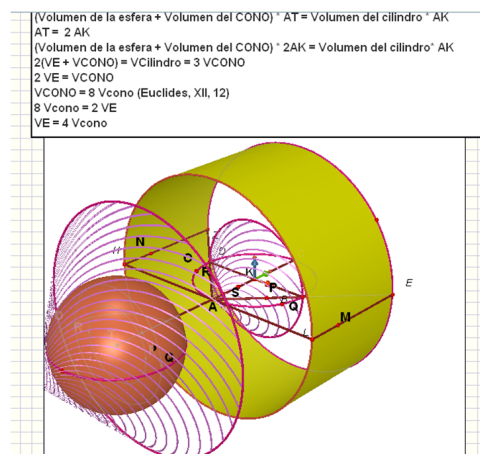 (Volumen de la esfera + Volumen del CONO) * AT = Volumen del cilindro * AK
AT = 2 AK
(Volumen de la esfera + Volumen del CONO) * 2AK = Volumen del cilindro* AK
2(VE + VCONO) = VCilindro = 3 VCONO
2 VE = VCONO
VCONO = 8 Vcono (Euclides, XII, 12)
8 Vcono = 2 VE
VE = 4 Vcono
N
H
O
K
E
S
P
A
Q
M
L